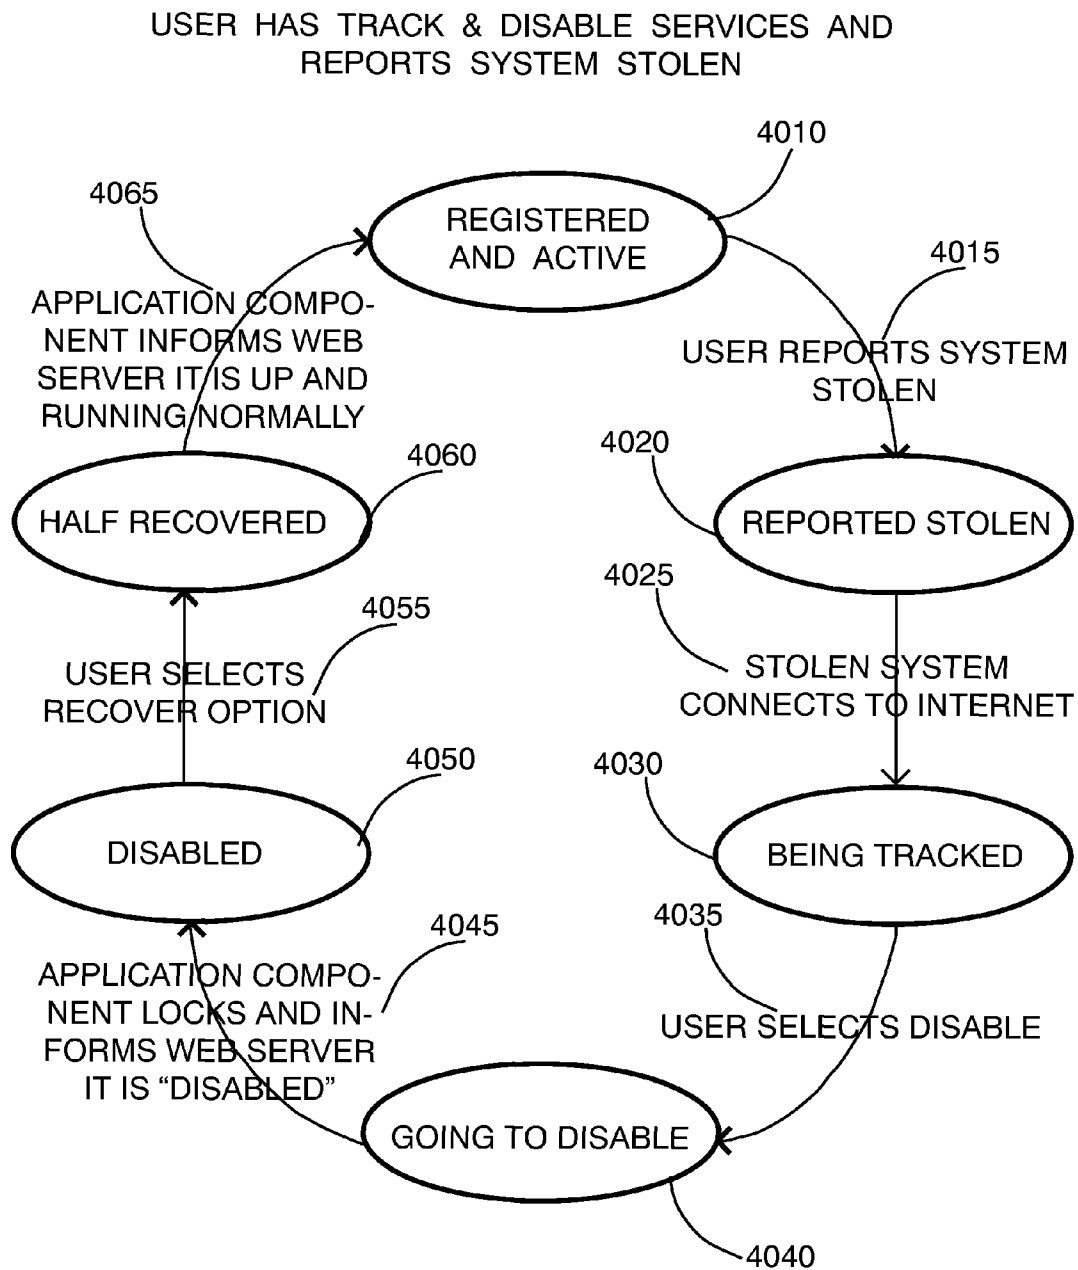 USER HAS TRACK & DISABLE SERVICES AND
REPORTS SYSTEM STOLEN
4010
REGISTERED
AND ACTIVE
4015
USER REPORTS SYSTEM
STOLEN
4020
REPORTED STOLEN
4025
STOLEN SYSTEM
CONNECTS TO INTERNET
4030
BEING TRACKED
4035
USER SELECTS DISABLE
GOING TO DISABLE
4040
4045
APPLICATION COMPO-
NENT LOCKS AND IN-
FORMS WEB SERVER
IT IS “DISABLED”
4050
DISABLED
4055
USER SELECTS
RECOVER OPTION
4060
HALF RECOVERED
4065
APPLICATION COMPO-
NENT INFORMS WEB
SERVER IT IS UP AND
RUNNING NORMALLY